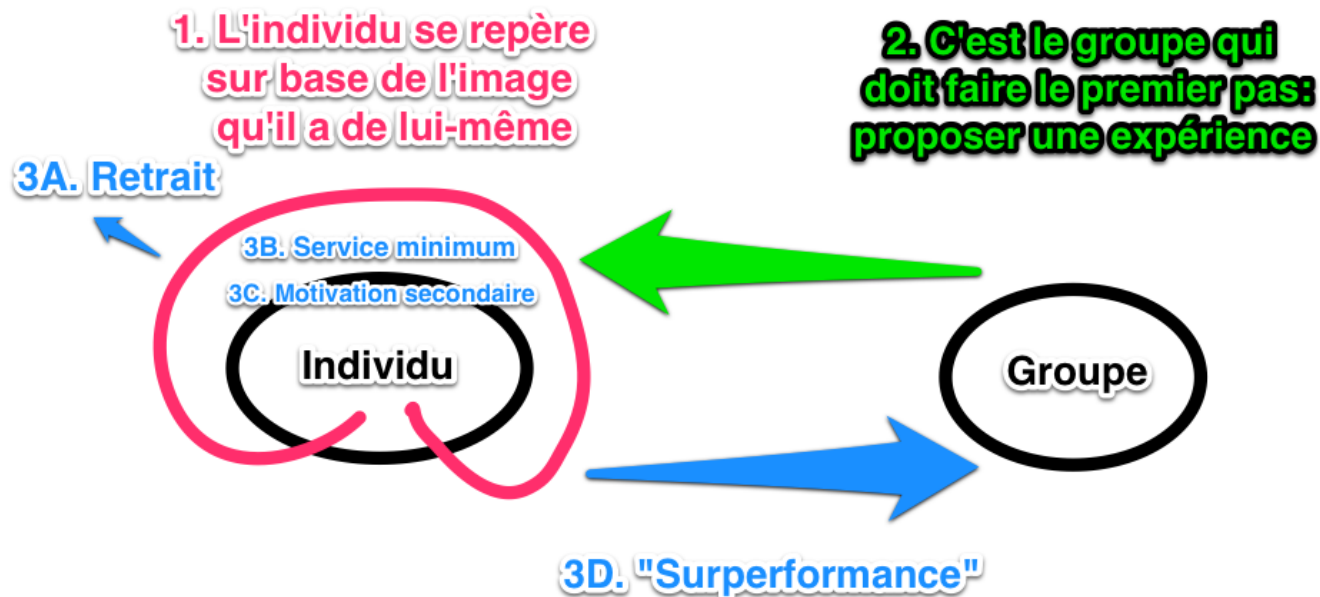 1. L'individu se repère
sur base de l'image
qu'il a de lui-même
2. C'est le groupe qui
doit faire le premier pas:
proposer une expérience
3A. Retrait
3B. Service minimum
3C. Motivation secondaire
Individu
Groupe
3D. "Surperformance"